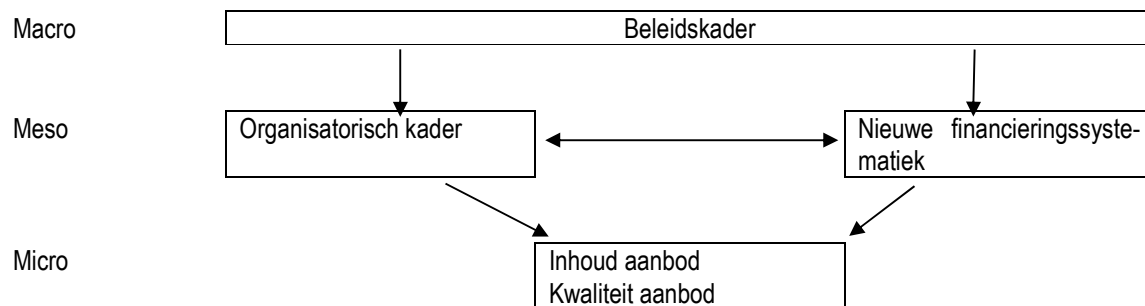 Macro
Beleidskader
Meso
Organisatorisch kader
Nieuwe financieringssyste-
matiek
Micro
Inhoud aanbod
Kwaliteit aanbod